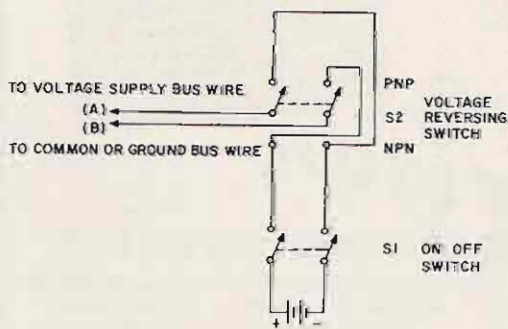 TO VOLTAGE SUPPLY BUS WIRE
(A)
(B)
TO COMMON OR GROUND BUS WIRE
PNP
S2 VOLTAGE
REVERSING
SWITCH
NPN
S1 ON OFF
SWITCH
+ -